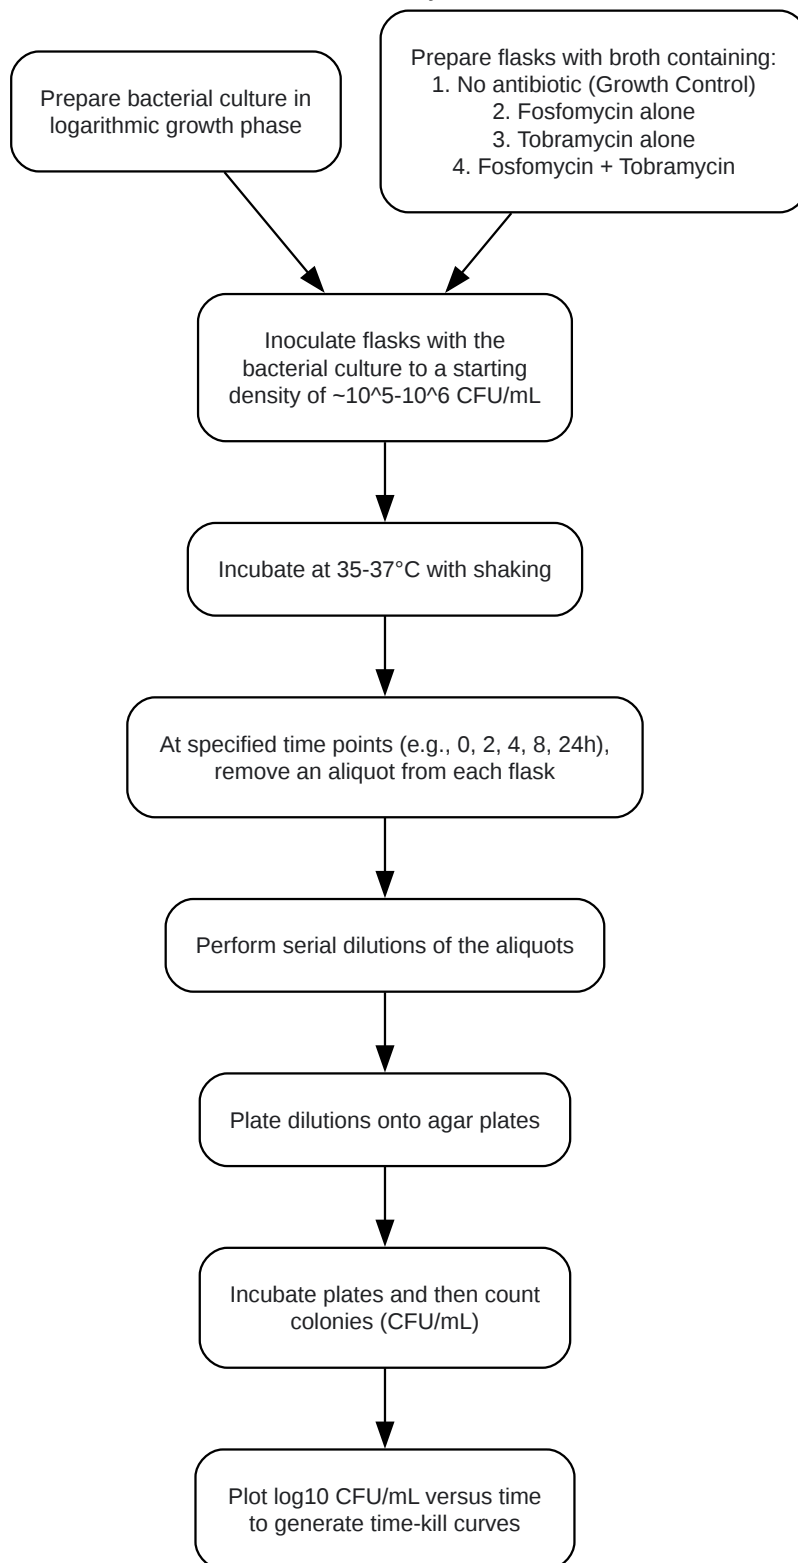 Prepare bacterial culture in
logarithmic growth phase
Prepare flasks with broth containing:
1. No antibiotic (Growth Control)
2. Fosfomycin alone
3. Tobramycin alone
4. Fosfomycin + Tobramycin
Inoculate flasks with the
bacterial culture to a starting
density of ~10^5-10^6 CFU/mL
Incubate at 35-37°C with shaking
At specified time points (e.g., 0, 2, 4, 8, 24h),
remove an aliquot from each flask
Perform serial dilutions of the aliquots
Plate dilutions onto agar plates
Incubate plates and then count
colonies (CFU/mL)
Plot log10 CFU/mL versus time
to generate time-kill curves